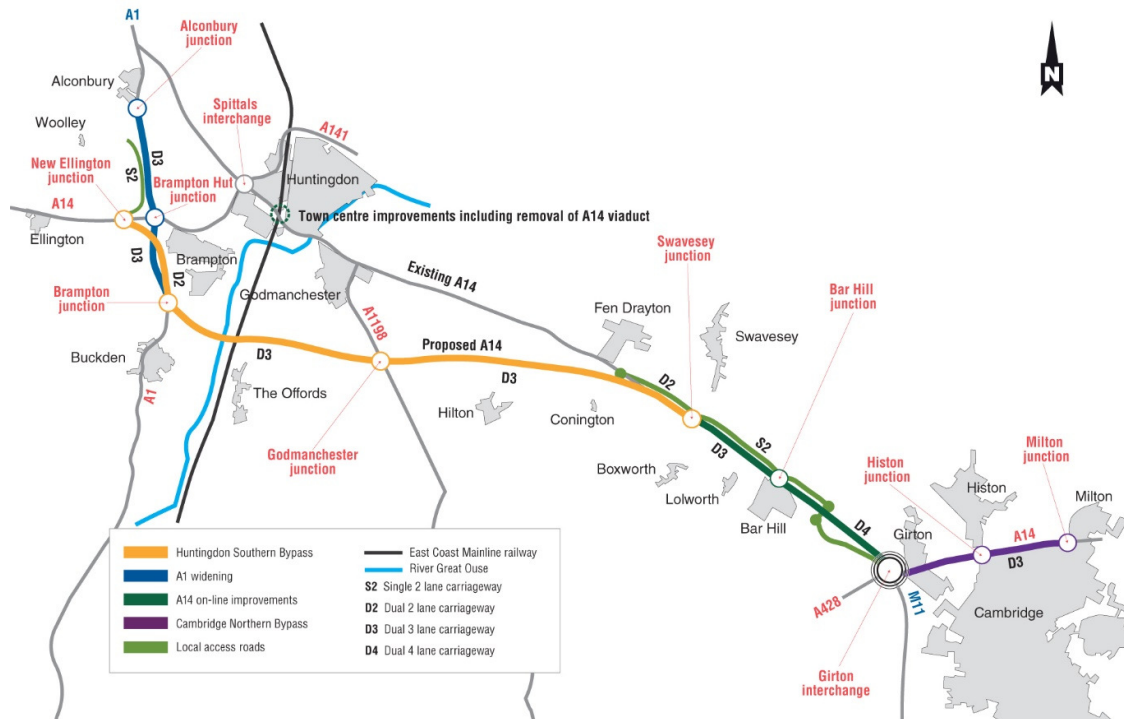 A1
Alconbury
junction
N
Alconbury
Spittals
interchange
Woolley
A141
D3
New Ellington
junction
S2
Brampton Hut
junction
Huntingdon
A14
Town centre improvements including removal of A14 viaduct
Ellington
Swavesey
junction
D3
Brampton
D2
Existing A14
Bar Hill
junction
Brampton
junction
Godmanchester
Fen Drayton
A1198
Swavesey
Buckden
Proposed A14
D3
D3
D2
A1
The Offords
Hilton
Conington
S2
D3
Godmanchester
junction
Boxworth
Histon
junction
Milton
junction
Lolworth
Histon
Milton
Bar Hill
D4
Girton
A14
D3
A428
M11
Cambridge
Girton
interchange
Huntingdon Southern Bypass
A1 widening
A14 on-line improvements
Cambridge Northern Bypass
Local access roads
East Coast Mainline railway
River Great Ouse
S2 Single 2 lane carriageway
D2 Dual 2 lane carriageway
D3 Dual 3 lane carriageway
D4 Dual 4 lane carriageway